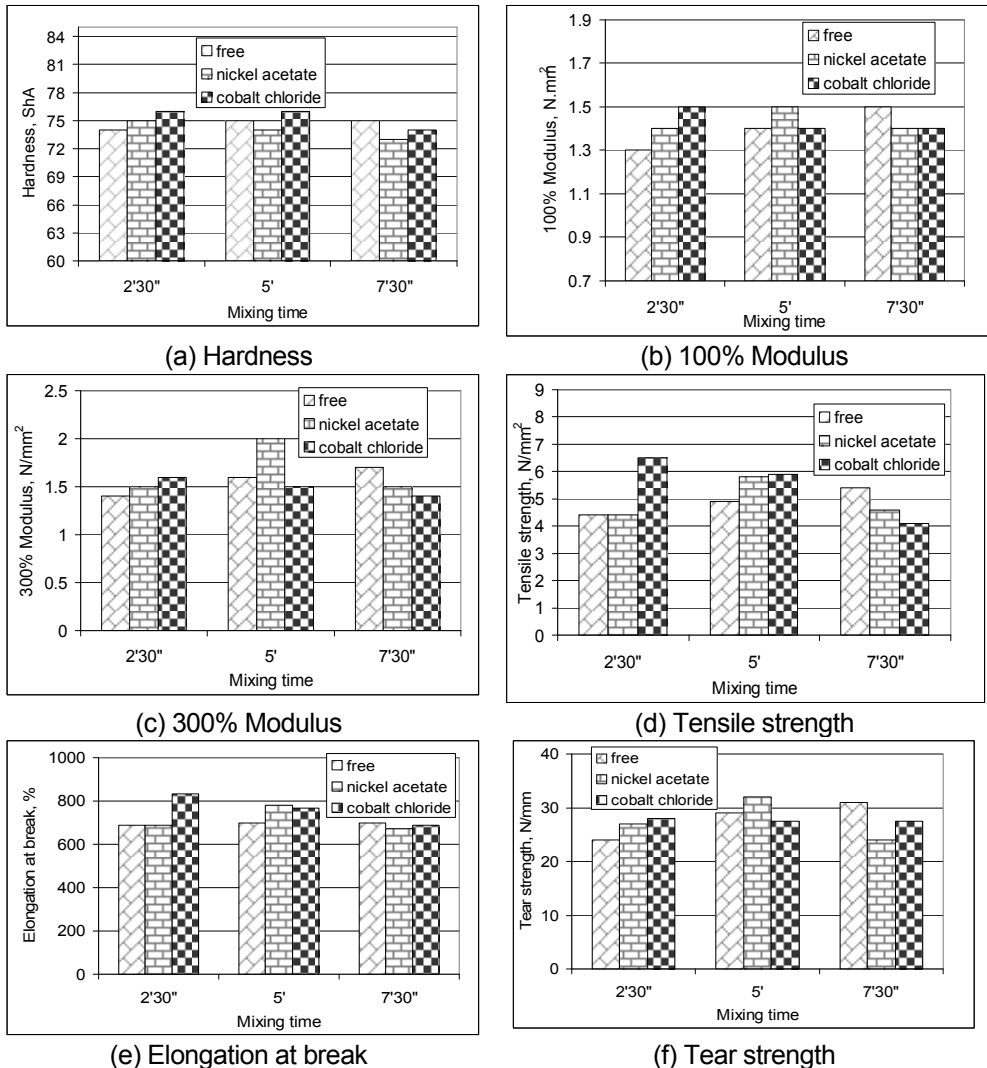 84
81
78
75
72
69
66
63
60
Hardness, ShA
free
nickel acetate
cobalt chloride
2'30"
5'
7'30"
Mixing time
(a) Hardness
1.9
1.7
1.5
1.3
1.1
0.9
0.7
100% Modulus, N.mm²
free
nickel acetate
cobalt chloride
2'30"
5'
7'30"
Mixing time
(b) 100% Modulus
2.5
2
1.5
1
0.5
0
300% Modulus, N/mm²
free
nickel acetate
cobalt chloride
2'30"
5'
7'30"
Mixing time
(c) 300% Modulus
9
8
7
6
5
4
3
2
1
0
Tensile strength, N/mm²
free
nickel acetate
cobalt chloride
2'30"
5'
7'30"
Mixing time
(d) Tensile strength
1000
800
600
400
200
0
Elongation at break, %
free
nickel acetate
cobalt chloride
2'30"
5'
7'30"
Mixing time
(e) Elongation at break
40
30
20
10
0
Tear strength, N/mm
free
nickel acetate
cobalt chloride
2'30"
5'
7'30"
Mixing time
(f) Tear strength